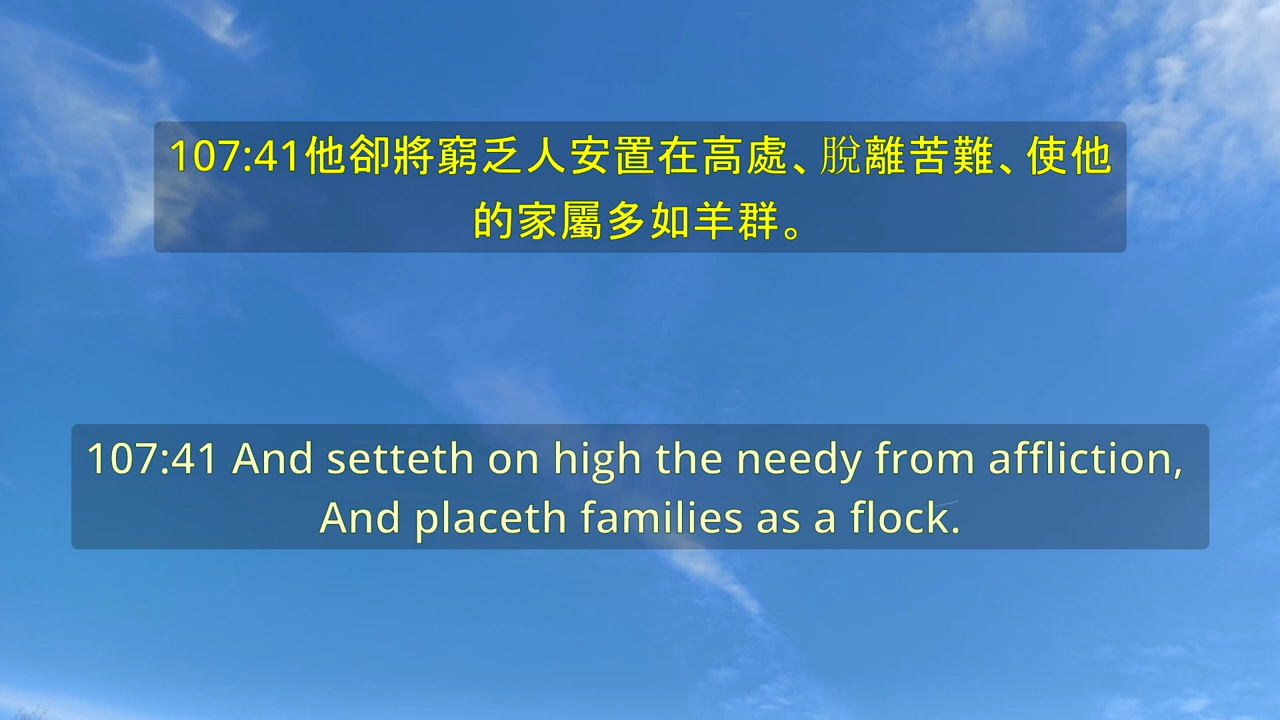 107:41他卻將窮乏人安置在高處、脫離苦難、使他
的家屬多如羊群。
107:41 And setteth on high the needy from affliction,
And placeth families as a flock.